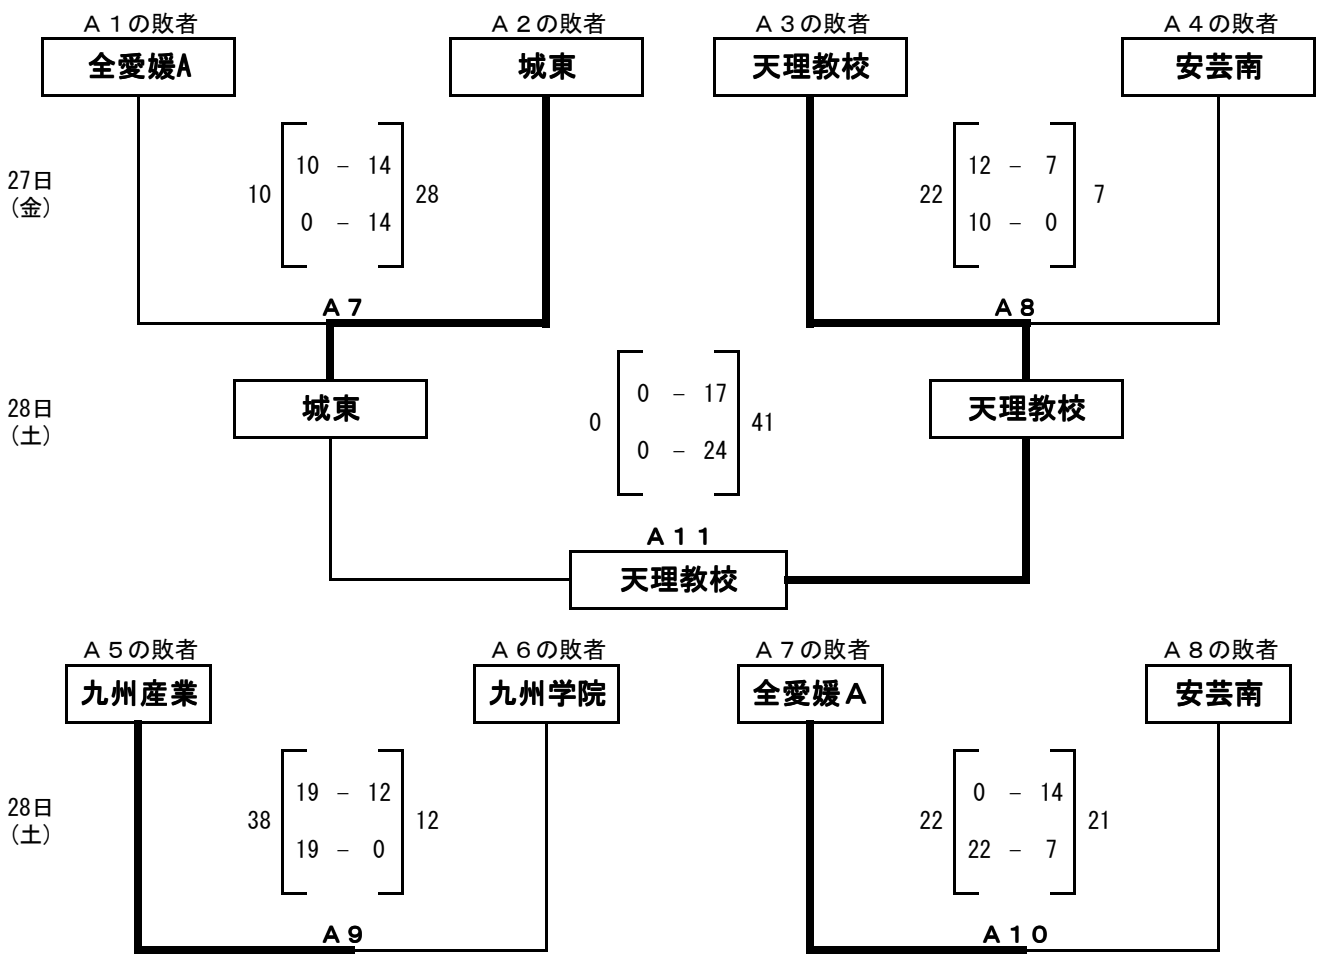 Ａ１の敗者 Ａ２の敗者 Ａ３の敗者 Ａ４の敗者
全愛媛A 城東 天理教校 安芸南
10 － 14 12 － 7
27日 10 28 22 7
（金）
0 － 14 10 － 0
Ａ７ Ａ８
0 － 17
28日 城東 天理教校
（土） 0 41
0 － 24
Ａ１１
天理教校
Ａ５の敗者 Ａ６の敗者 Ａ７の敗者 Ａ８の敗者
九州産業 九州学院 全愛媛Ａ 安芸南
19 － 12 0 － 14
28日 38 12 22 21
（土）
19 － 0 22 － 7
Ａ９ Ａ１０